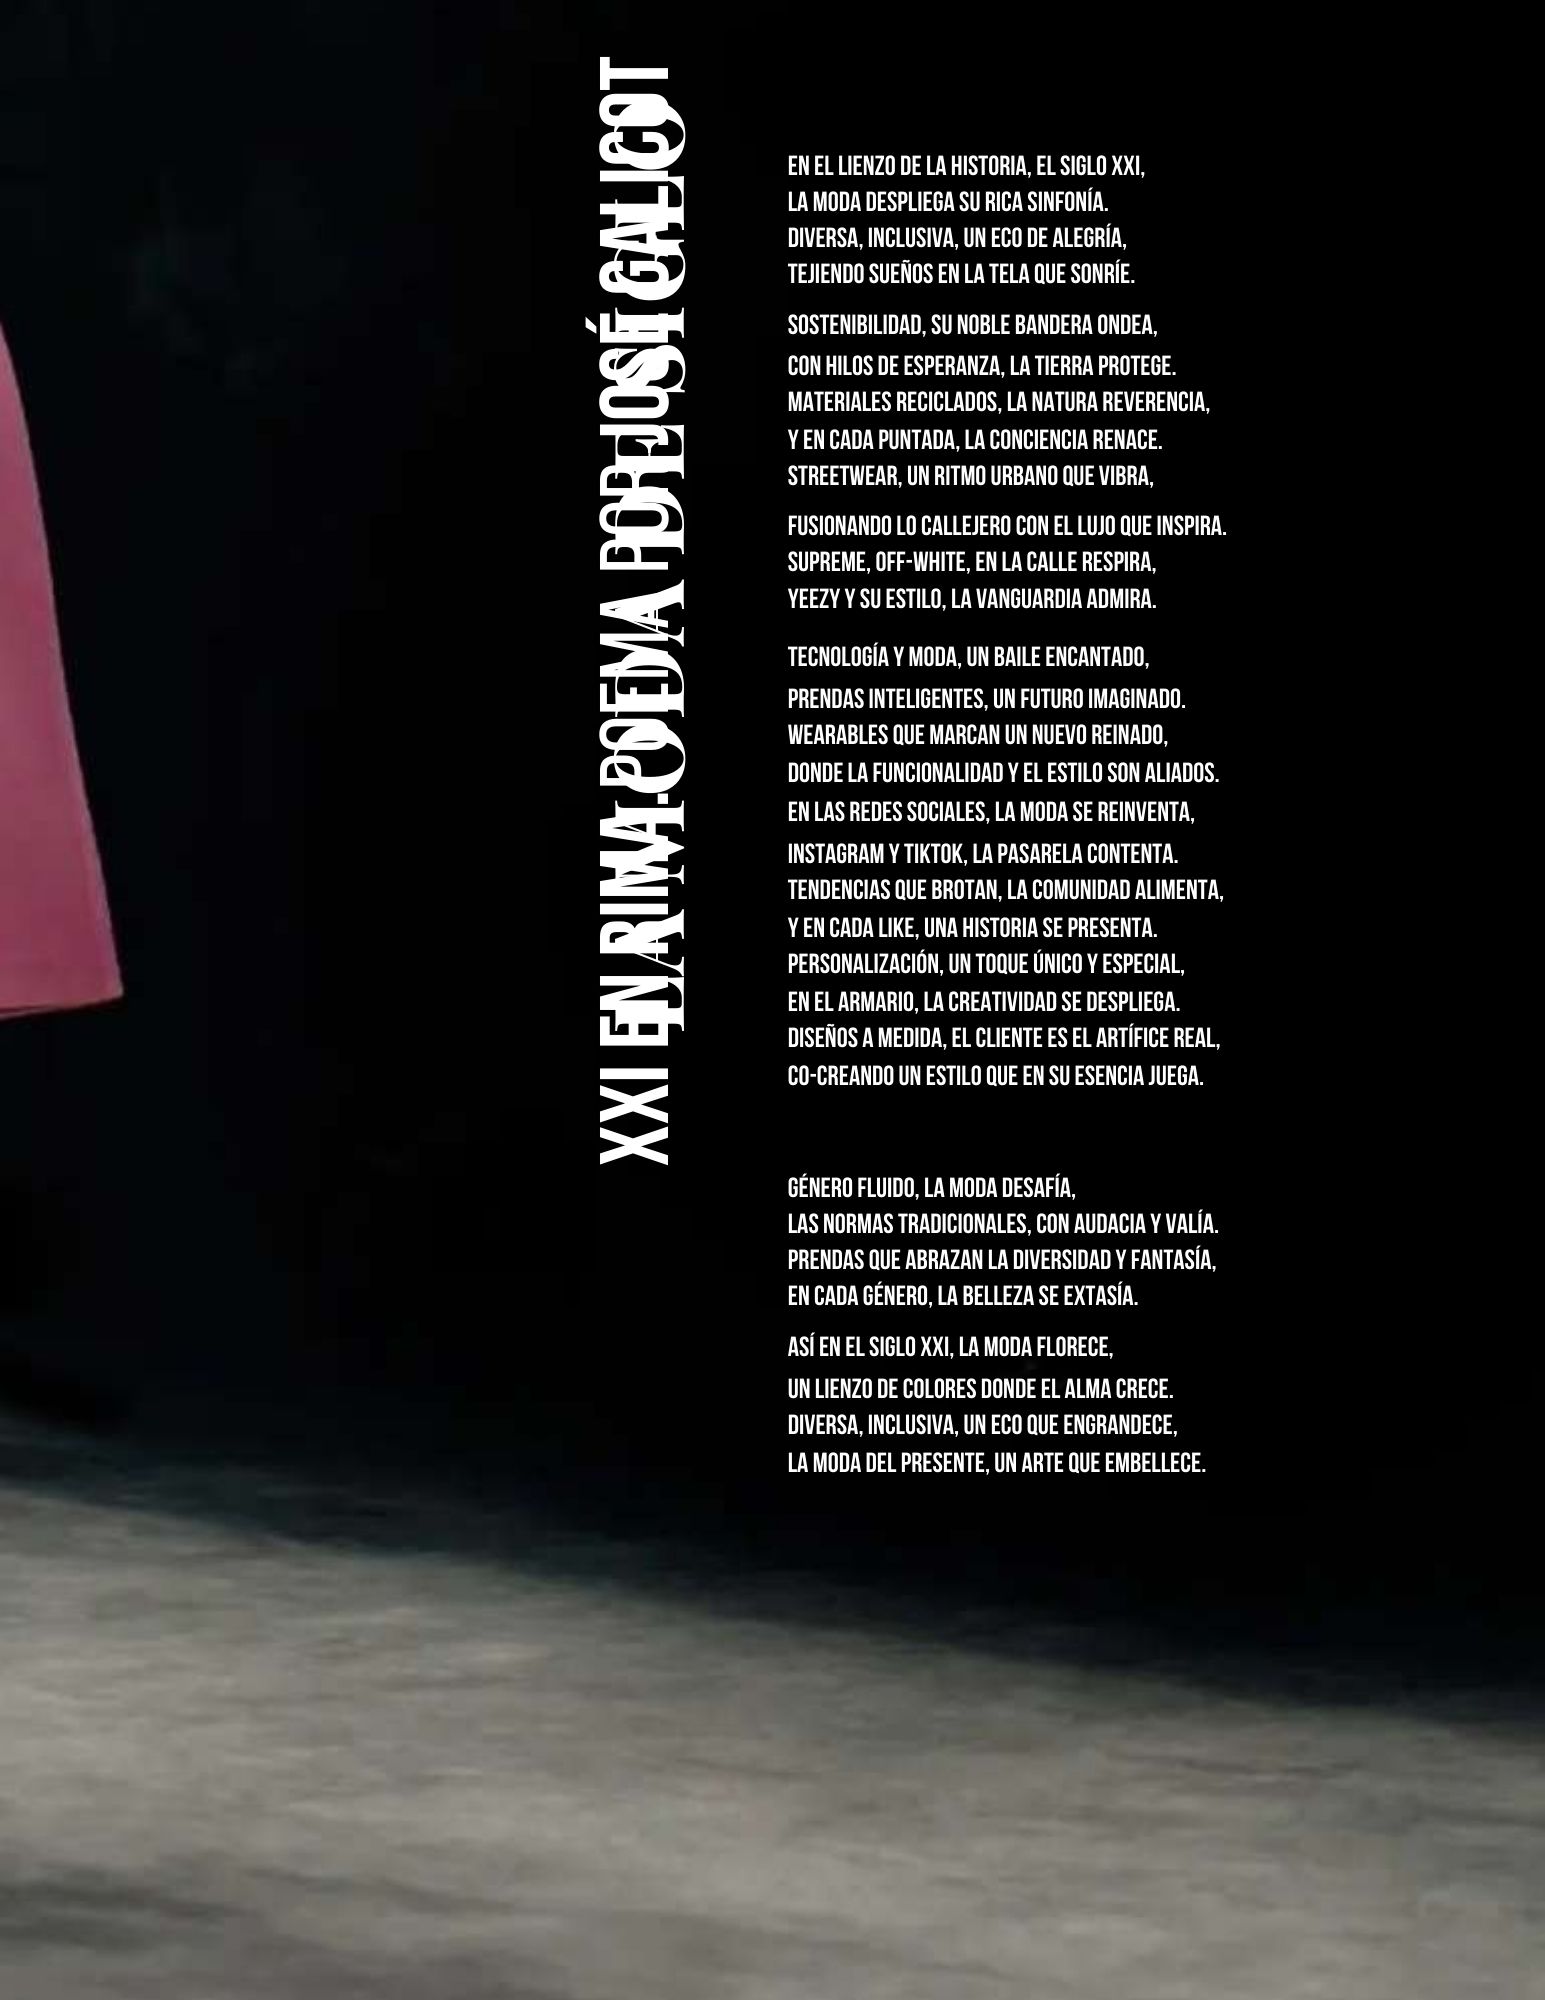 XXI EN RIMA POEMA POR JOSÉ GALICOT
LA MODA DEL SIGLO
EN EL LIENZO DE LA HISTORIA, EL SIGLO XXI,
LA MODA DESPLIEGA SU RICA SINFONÍA.
DIVERSA, INCLUSIVA, UN ECO DE ALEGRÍA,
TEJIENDO SUEÑOS EN LA TELA QUE SONRÍE.
SOSTENIBILIDAD, SU NOBLE BANDERA ONDEA,
CON HILOS DE ESPERANZA, LA TIERRA PROTEGE.
MATERIALES RECICLADOS, LA NATURA REVERENCIA,
Y EN CADA PUNTADA, LA CONCIENCIA RENACE.
STREETWEAR, UN RITMO URBANO QUE VIBRA,
FUSIONANDO LO CALLEJERO CON EL LUJO QUE INSPIRA.
SUPREME, OFF-WHITE, EN LA CALLE RESPIRA,
YEEZY Y SU ESTILO, LA VANGUARDIA ADMIRA.
TECNOLOGÍA Y MODA, UN BAILE ENCANTADO,
PRENDAS INTELIGENTES, UN FUTURO IMAGINADO.
WEARABLES QUE MARCAN UN NUEVO REINADO,
DONDE LA FUNCIONALIDAD Y EL ESTILO SON ALIADOS.
EN LAS REDES SOCIALES, LA MODA SE REINVENTA,
INSTAGRAM Y TIKTOK, LA PASARELA CONTENTA.
TENDENCIAS QUE BROTAN, LA COMUNIDAD ALIMENTA,
Y EN CADA LIKE, UNA HISTORIA SE PRESENTA.
PERSONALIZACIÓN, UN TOQUE ÚNICO Y ESPECIAL,
EN EL ARMARIO, LA CREATIVIDAD SE DESPLIEGA.
DISEÑOS A MEDIDA, EL CLIENTE ES EL ARTÍFICE REAL,
CO-CREANDO UN ESTILO QUE EN SU ESENCIA JUEGA.
GÉNERO FLUIDO, LA MODA DESAFÍA,
LAS NORMAS TRADICIONALES, CON AUDACIA Y VALÍA.
PRENDAS QUE ABRAZAN LA DIVERSIDAD Y FANTASÍA,
EN CADA GÉNERO, LA BELLEZA SE EXTASÍA.
ASÍ EN EL SIGLO XXI, LA MODA FLORECE,
UN LIENZO DE COLORES DONDE EL ALMA CRECE.
DIVERSA, INCLUSIVA, UN ECO QUE ENGRANDECE,
LA MODA DEL PRESENTE, UN ARTE QUE EMBELLECE.